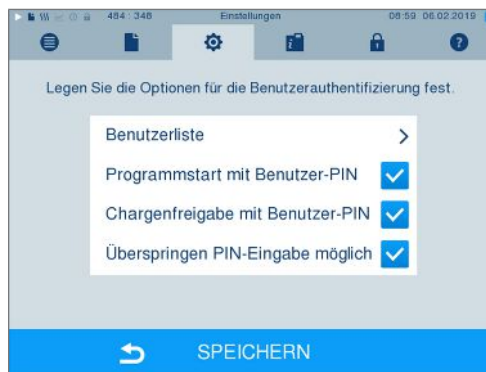 484 : 346 Einstellungen 08:59 06.02.2019
Legen Sie die Optionen für die Benutzerauthentifizierung fest.
Benutzerliste
Programmstart mit Benutzer-PIN
Chargenfreigabe mit Benutzer-PIN
Überspringen PIN-Eingabe möglich
SPEICHERN